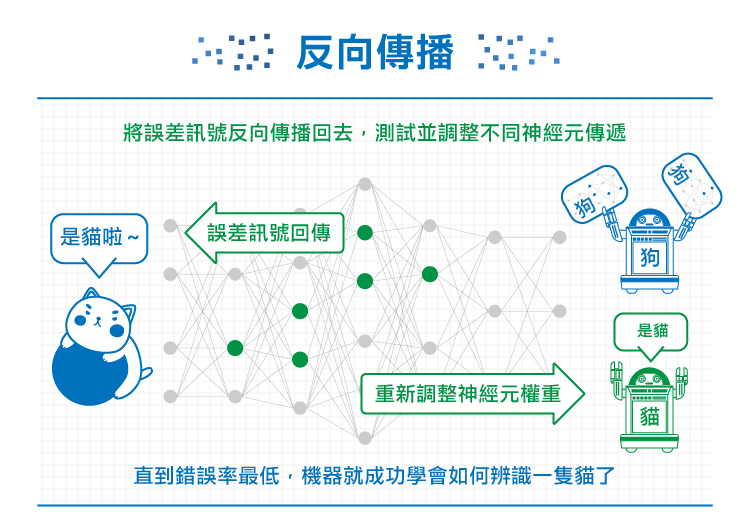 反向傳播
將誤差訊號反向傳播回去，測試並調整不同神經元傳遞
狗
狗
是貓啦~
誤差訊號回傳
狗
是貓
重新調整神經元權重
貓
直到錯誤率最低，機器就成功學會如何辨識一隻貓了